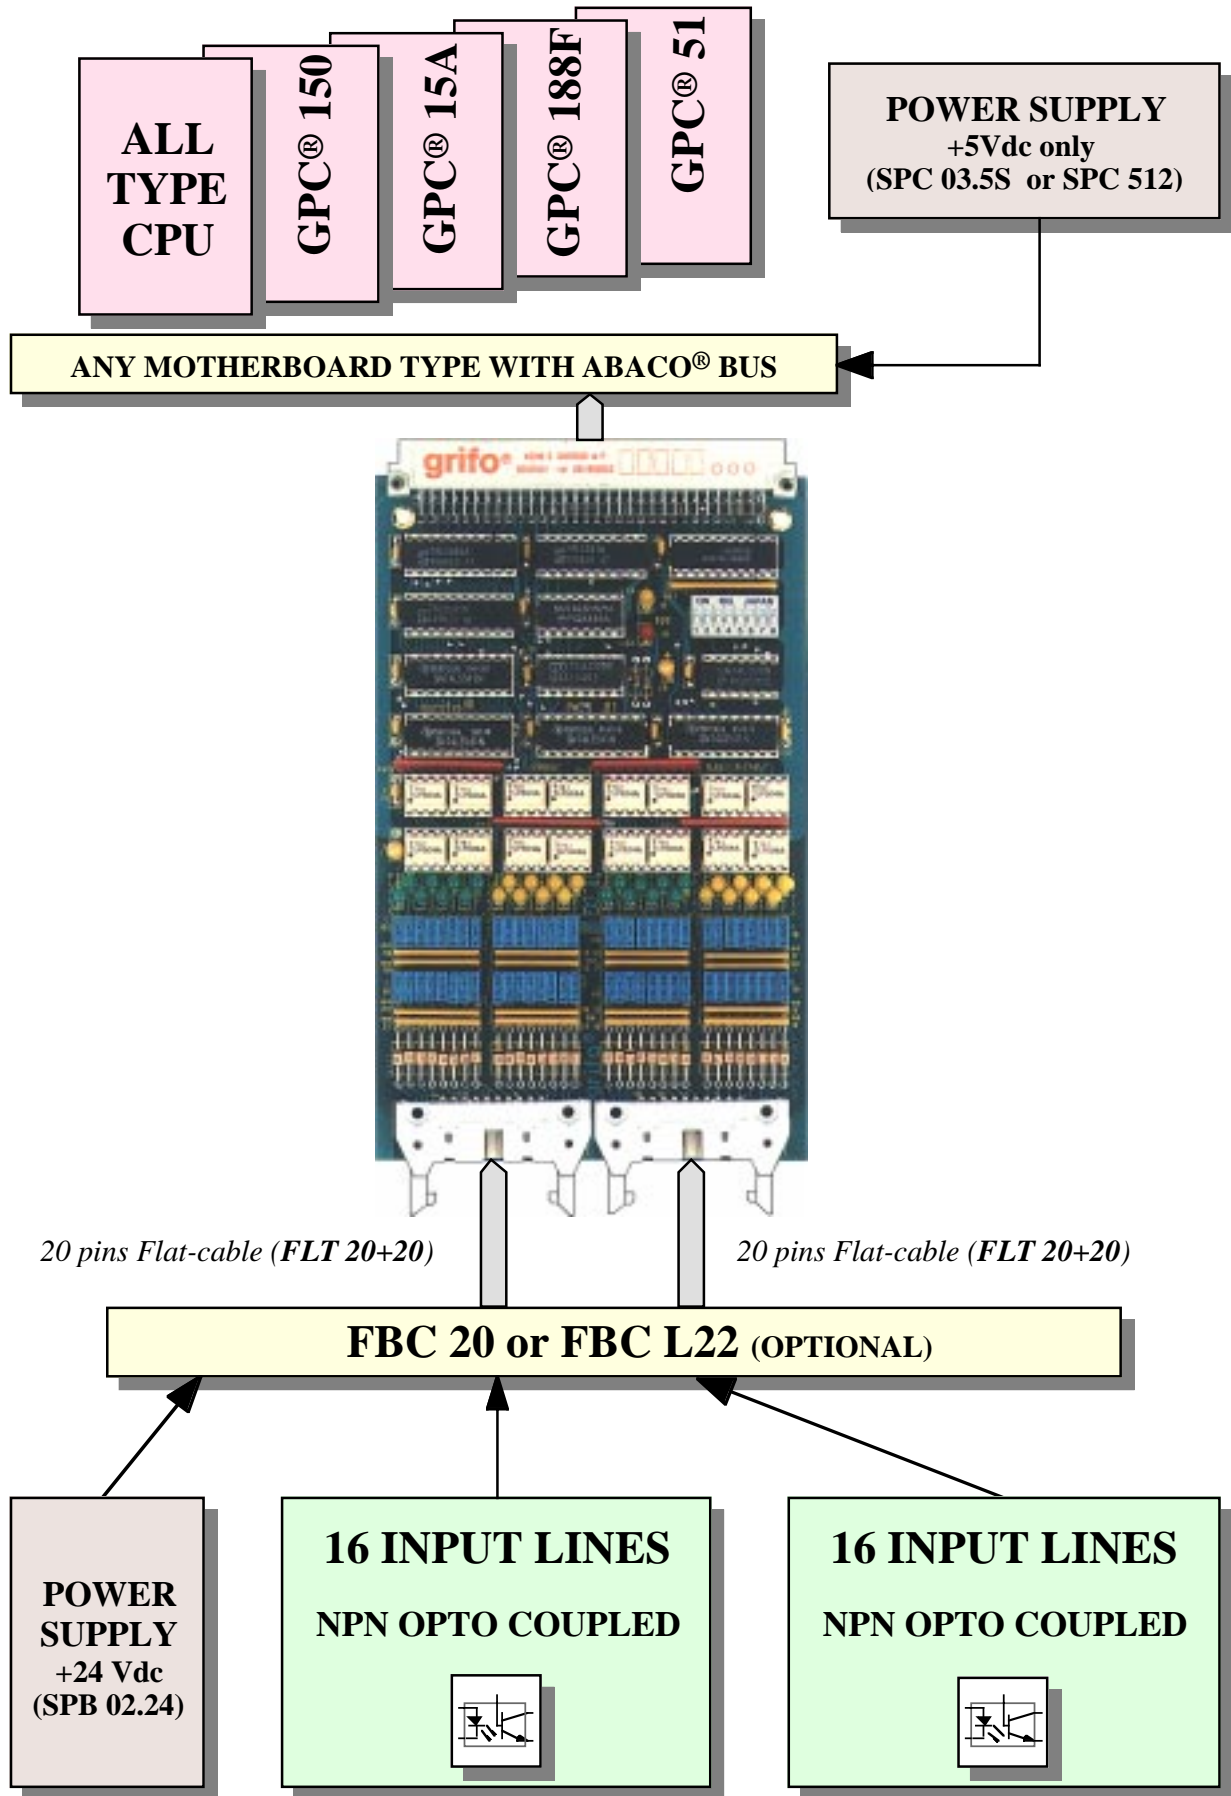 ALL
TYPE
CPU
GPC® 150
GPC® 15A
GPC® 188F
GPC® 51
POWER SUPPLY
+5Vdc only
(SPC 03.5S or SPC 512)
ANY MOTHERBOARD TYPE WITH ABACO® BUS
grifo®
ON JAPAN
20 pins Flat-cable (FLT 20+20)
20 pins Flat-cable (FLT 20+20)
FBC 20 or FBC L22 (OPTIONAL)
POWER
SUPPLY
+24 Vdc
(SPB 02.24)
16 INPUT LINES
NPN OPTO COUPLED
16 INPUT LINES
NPN OPTO COUPLED